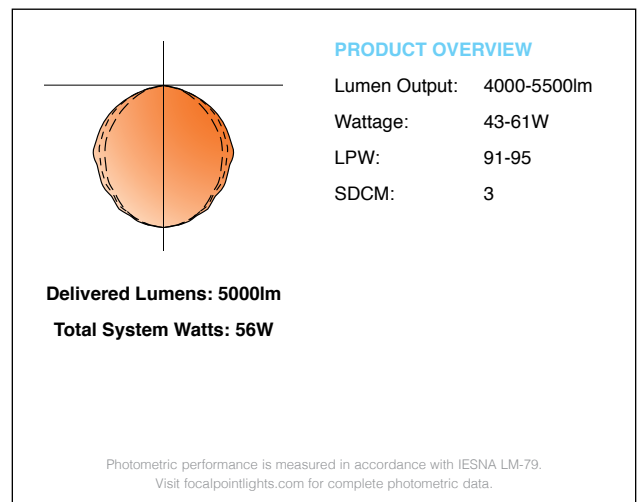 PRODUCT OVERVIEW
Lumen Output: 4000-5500lm
Wattage: 43-61W
LPW: 91-95
SDCM: 3
Delivered Lumens: 5000lm
Total System Watts: 56W
Photometric performance is measured in accordance with IESNA LM-79.
Visit focalpointlights.com for complete photometric data.